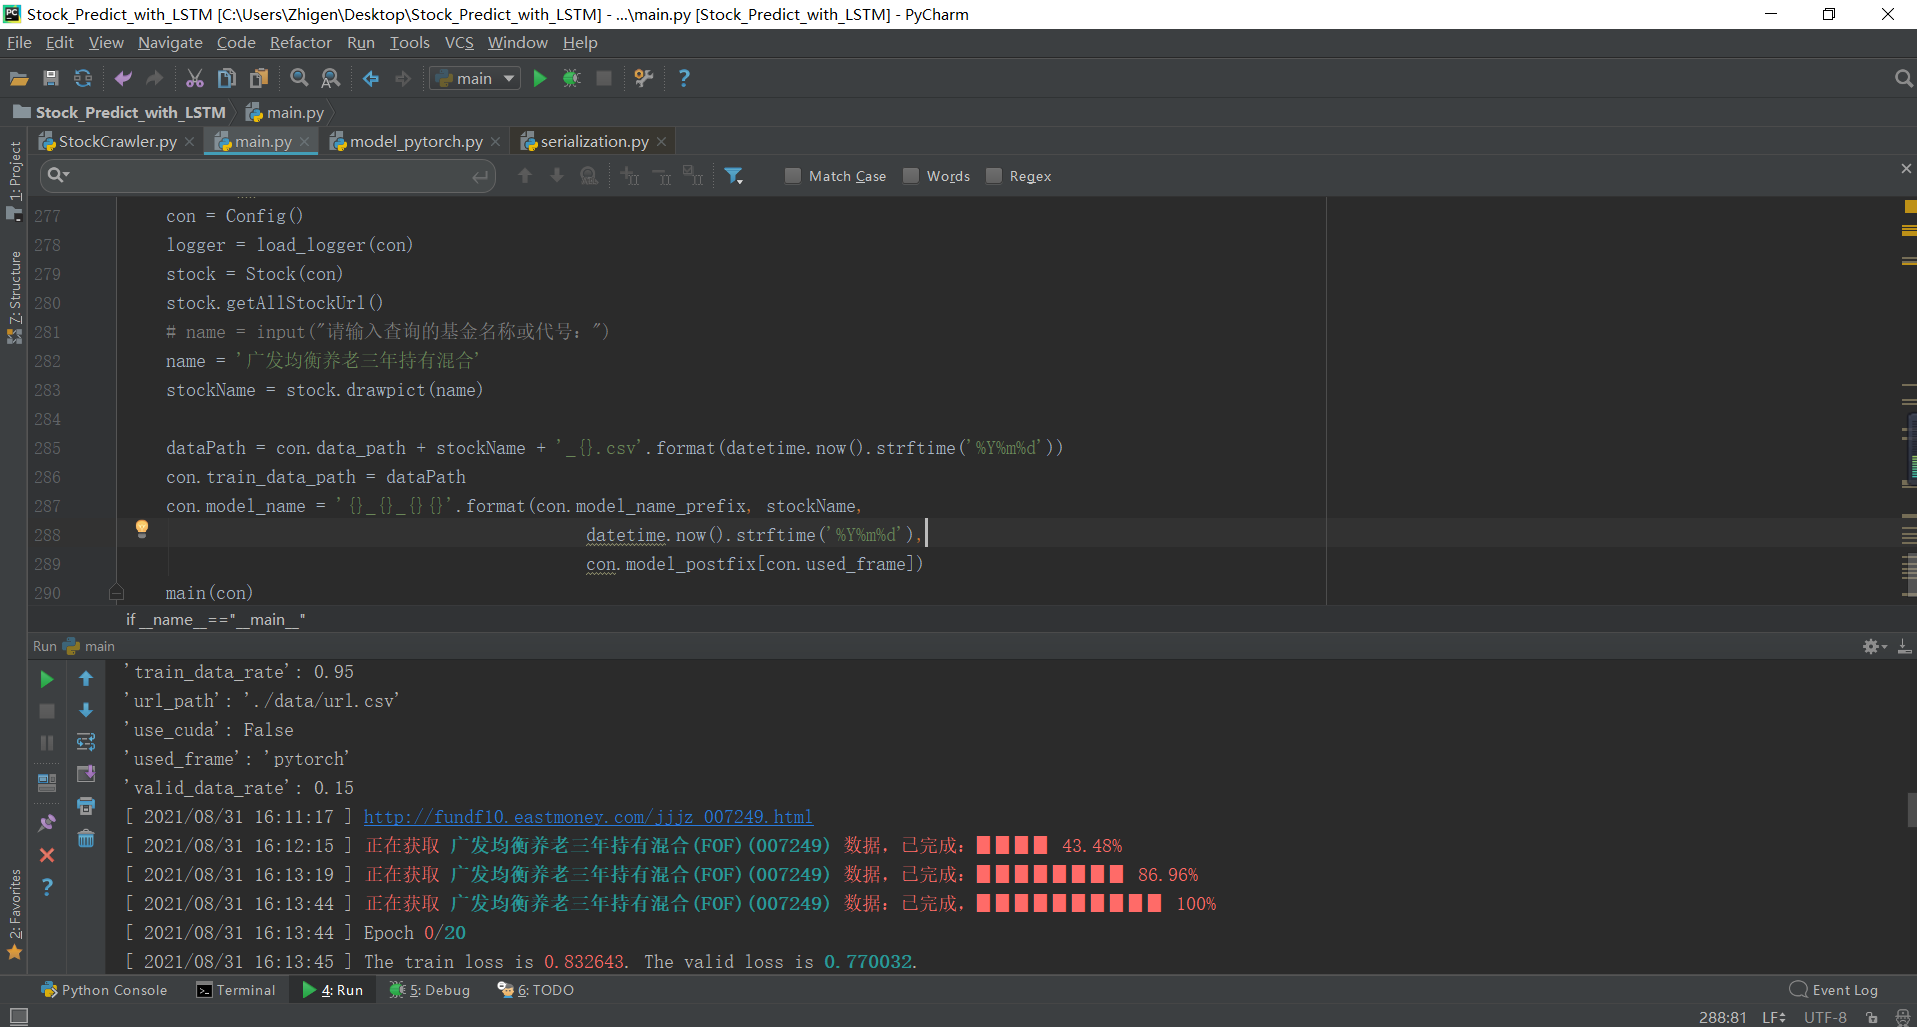 Stock_Predict_with_LSTM [C:\Users\Zhigen\Desktop\Stock_Predict_with_LSTM] - ...\main.py [Stock_Predict_with_LSTM] - PyCharm
File Edit View Navigate Code Refactor Run Tools VCS Window Help
main
Stock_Predict_with_LSTM main.py
StockCrawler.py main.py model_pytorch.py serialization.py
Match Case Words Regex
1: Project
Z: Structure
2: Favorites
277 con = Config()
278 logger = load_logger(con)
279 stock = Stock(con)
280 stock.getAllStockUrl()
281 # name = input("请输入查询的基金名称或代号：")
282 name = '广发均衡养老三年持有混合'
283 stockName = stock.drawpict(name)
284
285 dataPath = con.data_path + stockName + '_{}.csv'.format(datetime.now().strftime('%Y%m%d'))
286 con.train_data_path = dataPath
287 con.model_name = '{}_{}_{}{}'.format(con.model_name_prefix, stockName,
288 datetime.now().strftime('%Y%m%d'),
289 con.model_postfix[con.used_frame])
290 main(con)
if __name__=="__main__"
Run main
'train_data_rate': 0.95
'url_path': './data/url.csv'
'use_cuda': False
'used_frame': 'pytorch'
'valid_data_rate': 0.15
[ 2021/08/31 16:11:17 ] http://fundf10.eastmoney.com/jjjz_007249.html
[ 2021/08/31 16:12:15 ] 正在获取 广发均衡养老三年持有混合(FOF)(007249) 数据，已完成：■■■■ 43.48%
[ 2021/08/31 16:13:19 ] 正在获取 广发均衡养老三年持有混合(FOF)(007249) 数据，已完成：■■■■■■■■ 86.96%
[ 2021/08/31 16:13:44 ] 正在获取 广发均衡养老三年持有混合(FOF)(007249) 数据：已完成，■■■■■■■■■■ 100%
[ 2021/08/31 16:13:44 ] Epoch 0/20
[ 2021/08/31 16:13:45 ] The train loss is 0.832643. The valid loss is 0.770032.
Python Console Terminal 4: Run 5: Debug 6: TODO Event Log
288:81 LF UTF-8